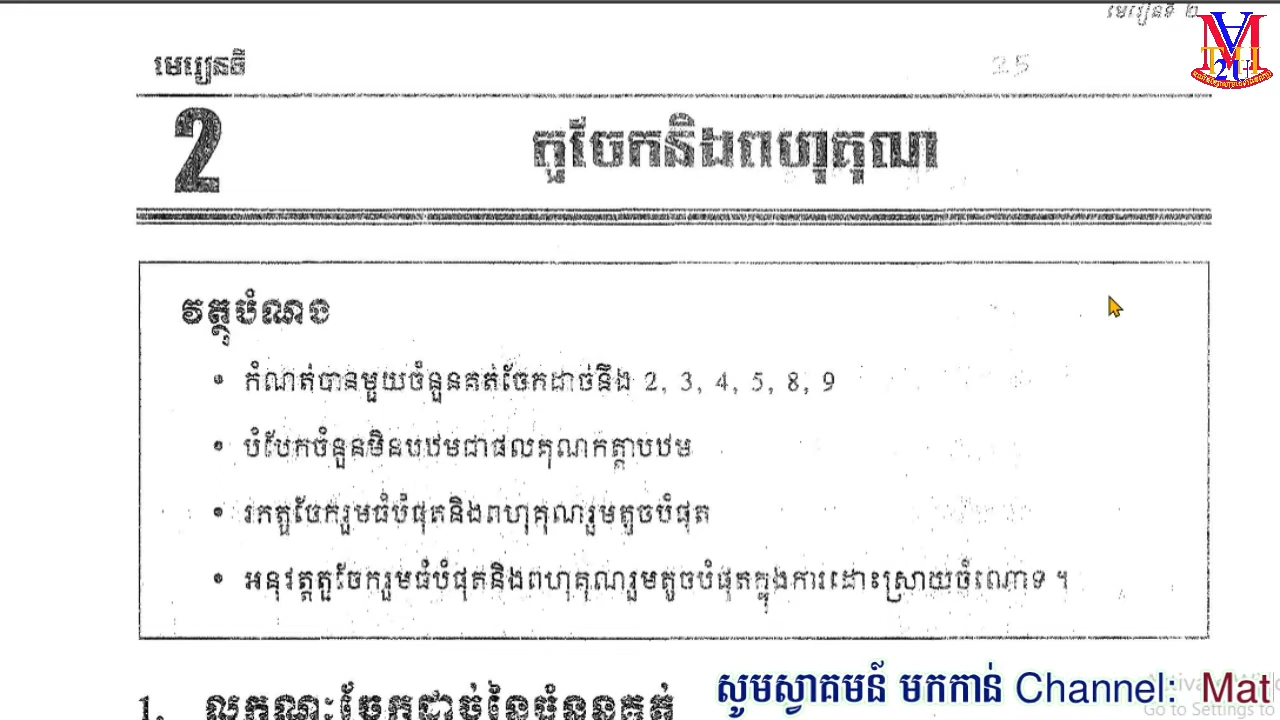 មេរៀនទី ២
មេរៀនទី
25
2
តួចែកនិងពហុគុណ
វត្ថុបំណង
• កំណត់បានមួយចំនួនគត់ចែកដាច់នឹង 2, 3, 4, 5, 8, 9
• បំបែកចំនួនមិនបឋមជាផលគុណកត្តាបឋម
• រកតួចែករួមធំបំផុតនិងពហុគុណរួមតូចបំផុត
• អនុវត្តតួចែករួមធំបំផុតនិងពហុគុណរួមតូចបំផុតក្នុងការដោះស្រាយចំណោទ ។
1. លក្ខណៈចែកដាច់នៃចំនួនគត់
សូមស្វាគមន៍ មកកាន់ Channel: Mat
Go to Settings to